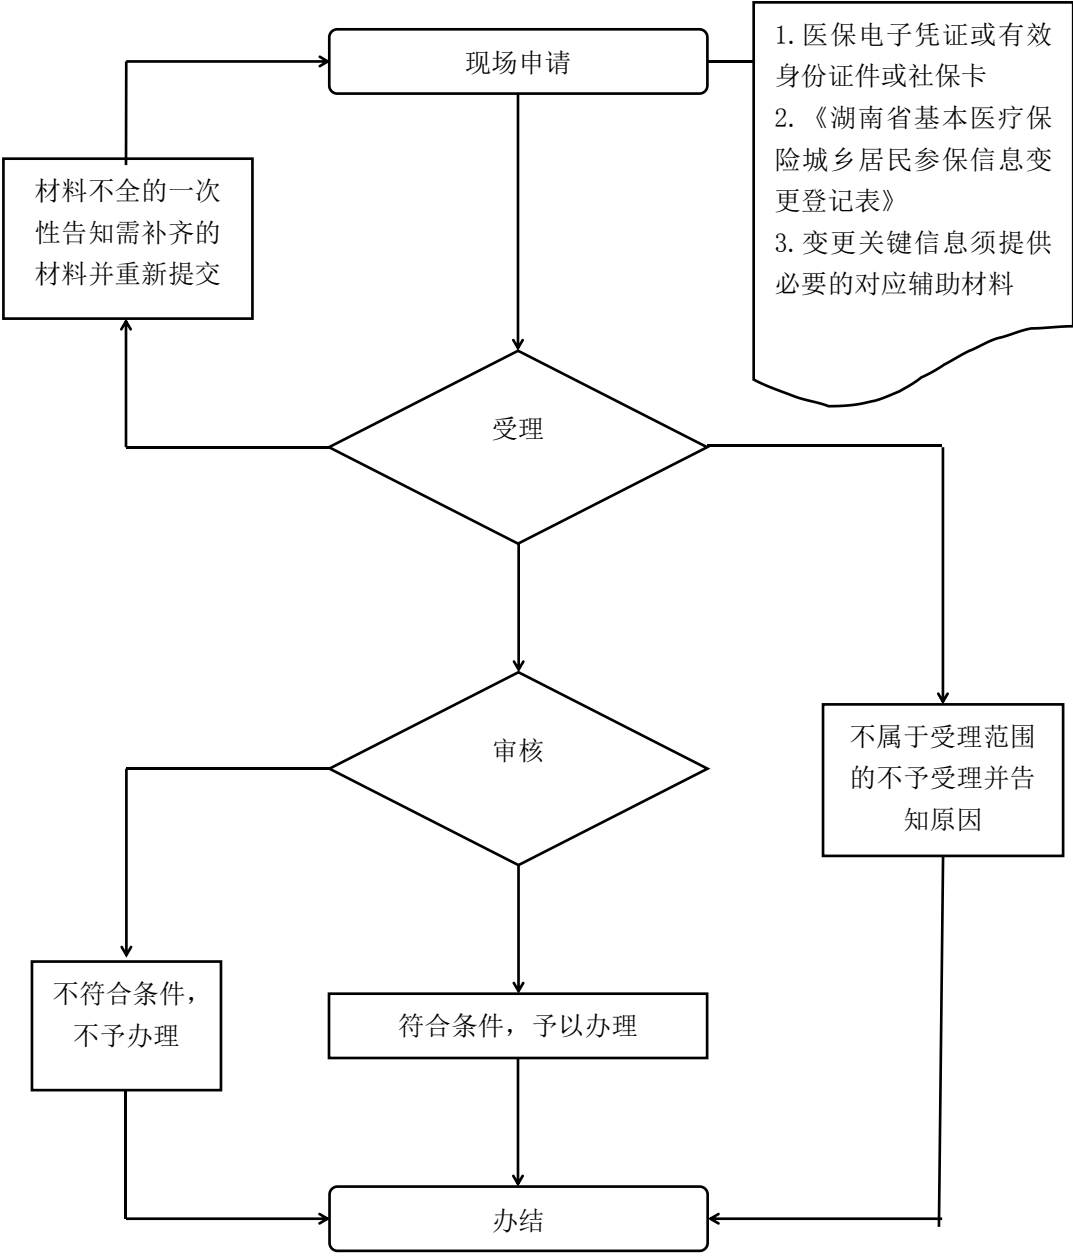 现场申请
1.医保电子凭证或有效
身份证件或社保卡
2.《湖南省基本医疗保
险城乡居民参保信息变
更登记表》
3.变更关键信息须提供
必要的对应辅助材料
材料不全的一次
性告知需补齐的
材料并重新提交
受理
审核
不属于受理范围
的不予受理并告
知原因
不符合条件，
不予办理
符合条件，予以办理
办结